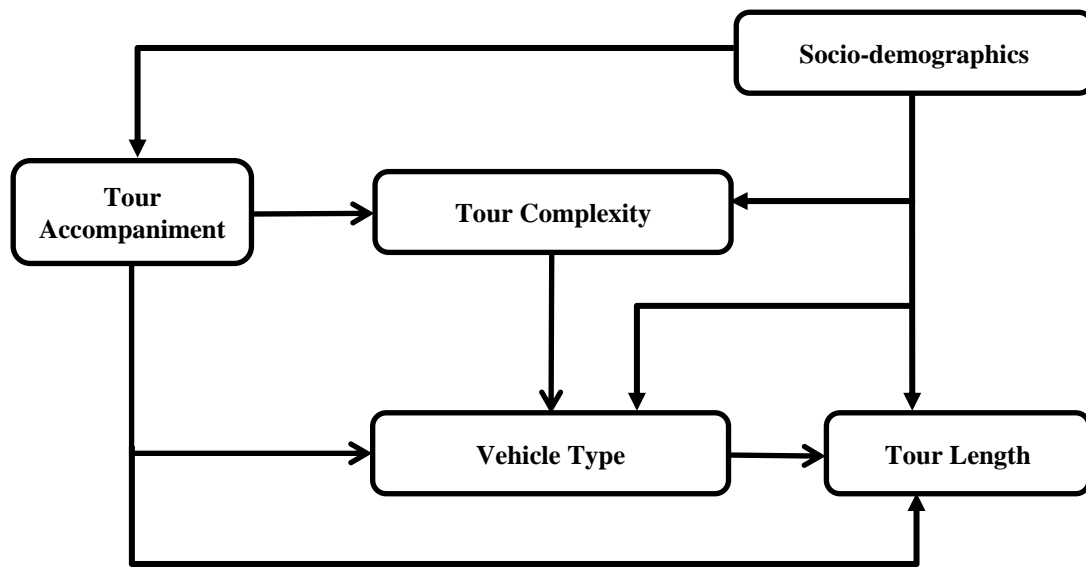 Socio-demographics
Tour
Accompaniment
Tour Complexity
Vehicle Type
Tour Length